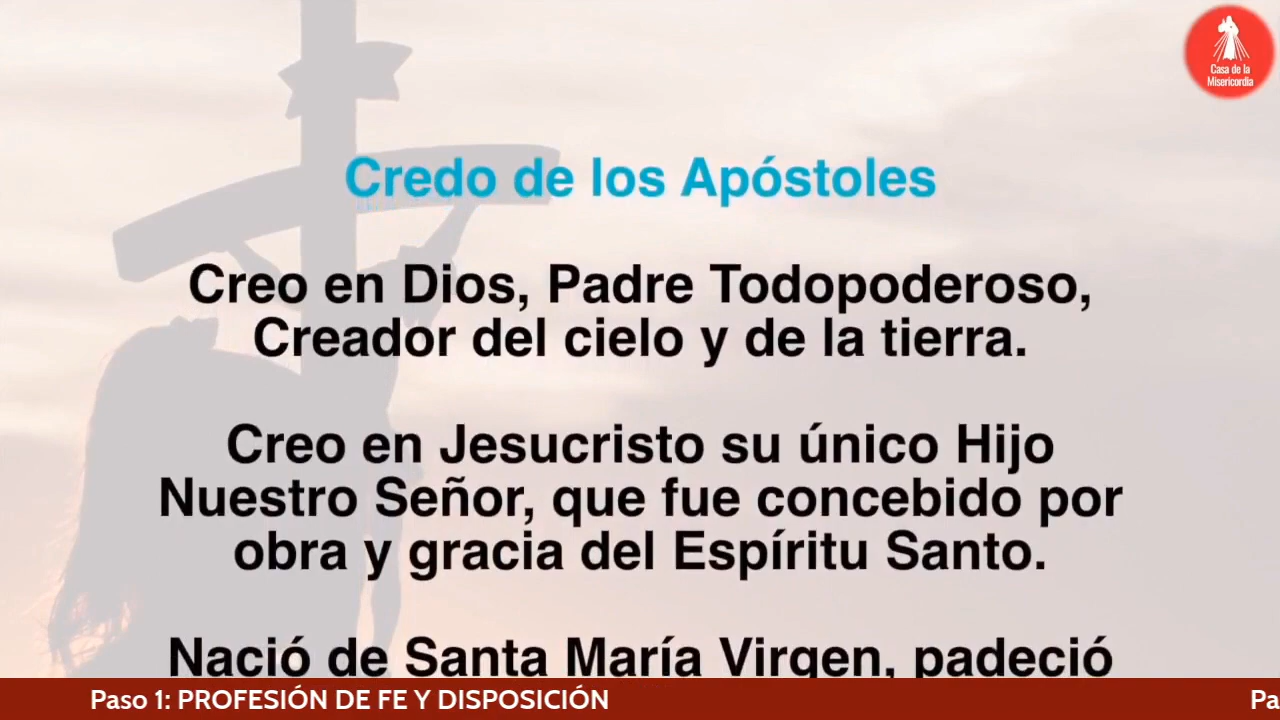 Casa de la
Misericordia
Credo de los Apóstoles
Creo en Dios, Padre Todopoderoso,
Creador del cielo y de la tierra.
Creo en Jesucristo su único Hijo
Nuestro Señor, que fue concebido por
obra y gracia del Espíritu Santo.
Nació de Santa María Virgen, padeció
Paso 1: PROFESIÓN DE FE Y DISPOSICIÓN
Pa